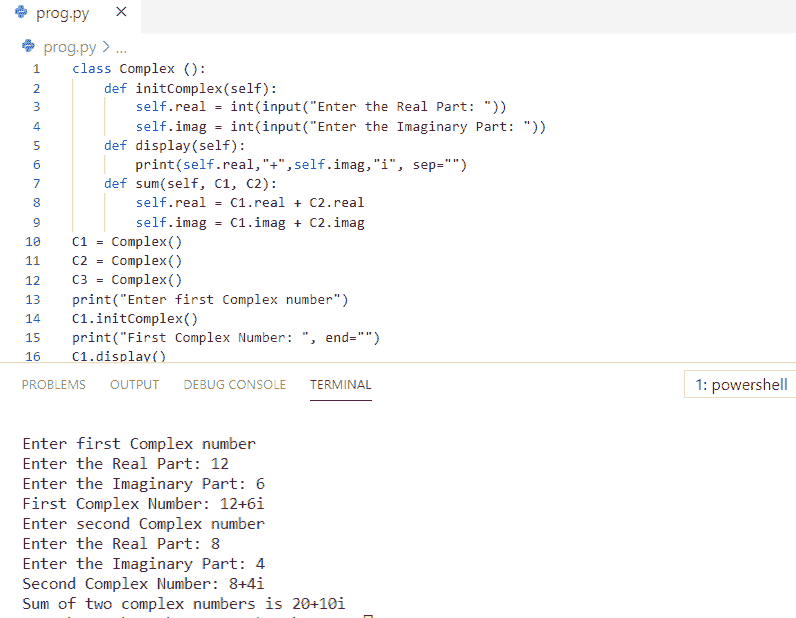 prog.py ×
prog.py > ...
1 class Complex ():
2 def initComplex(self):
3 self.real = int(input("Enter the Real Part: "))
4 self.imag = int(input("Enter the Imaginary Part: "))
5 def display(self):
6 print(self.real,"+",self.imag,"i", sep="")
7 def sum(self, C1, C2):
8 self.real = C1.real + C2.real
9 self.imag = C1.imag + C2.imag
10 C1 = Complex()
11 C2 = Complex()
12 C3 = Complex()
13 print("Enter first Complex number")
14 C1.initComplex()
15 print("First Complex Number: ", end="")
16 C1.display()
PROBLEMS OUTPUT DEBUG CONSOLE TERMINAL 1: powershell
Enter first Complex number
Enter the Real Part: 12
Enter the Imaginary Part: 6
First Complex Number: 12+6i
Enter second Complex number
Enter the Real Part: 8
Enter the Imaginary Part: 4
Second Complex Number: 8+4i
Sum of two complex numbers is 20+10i